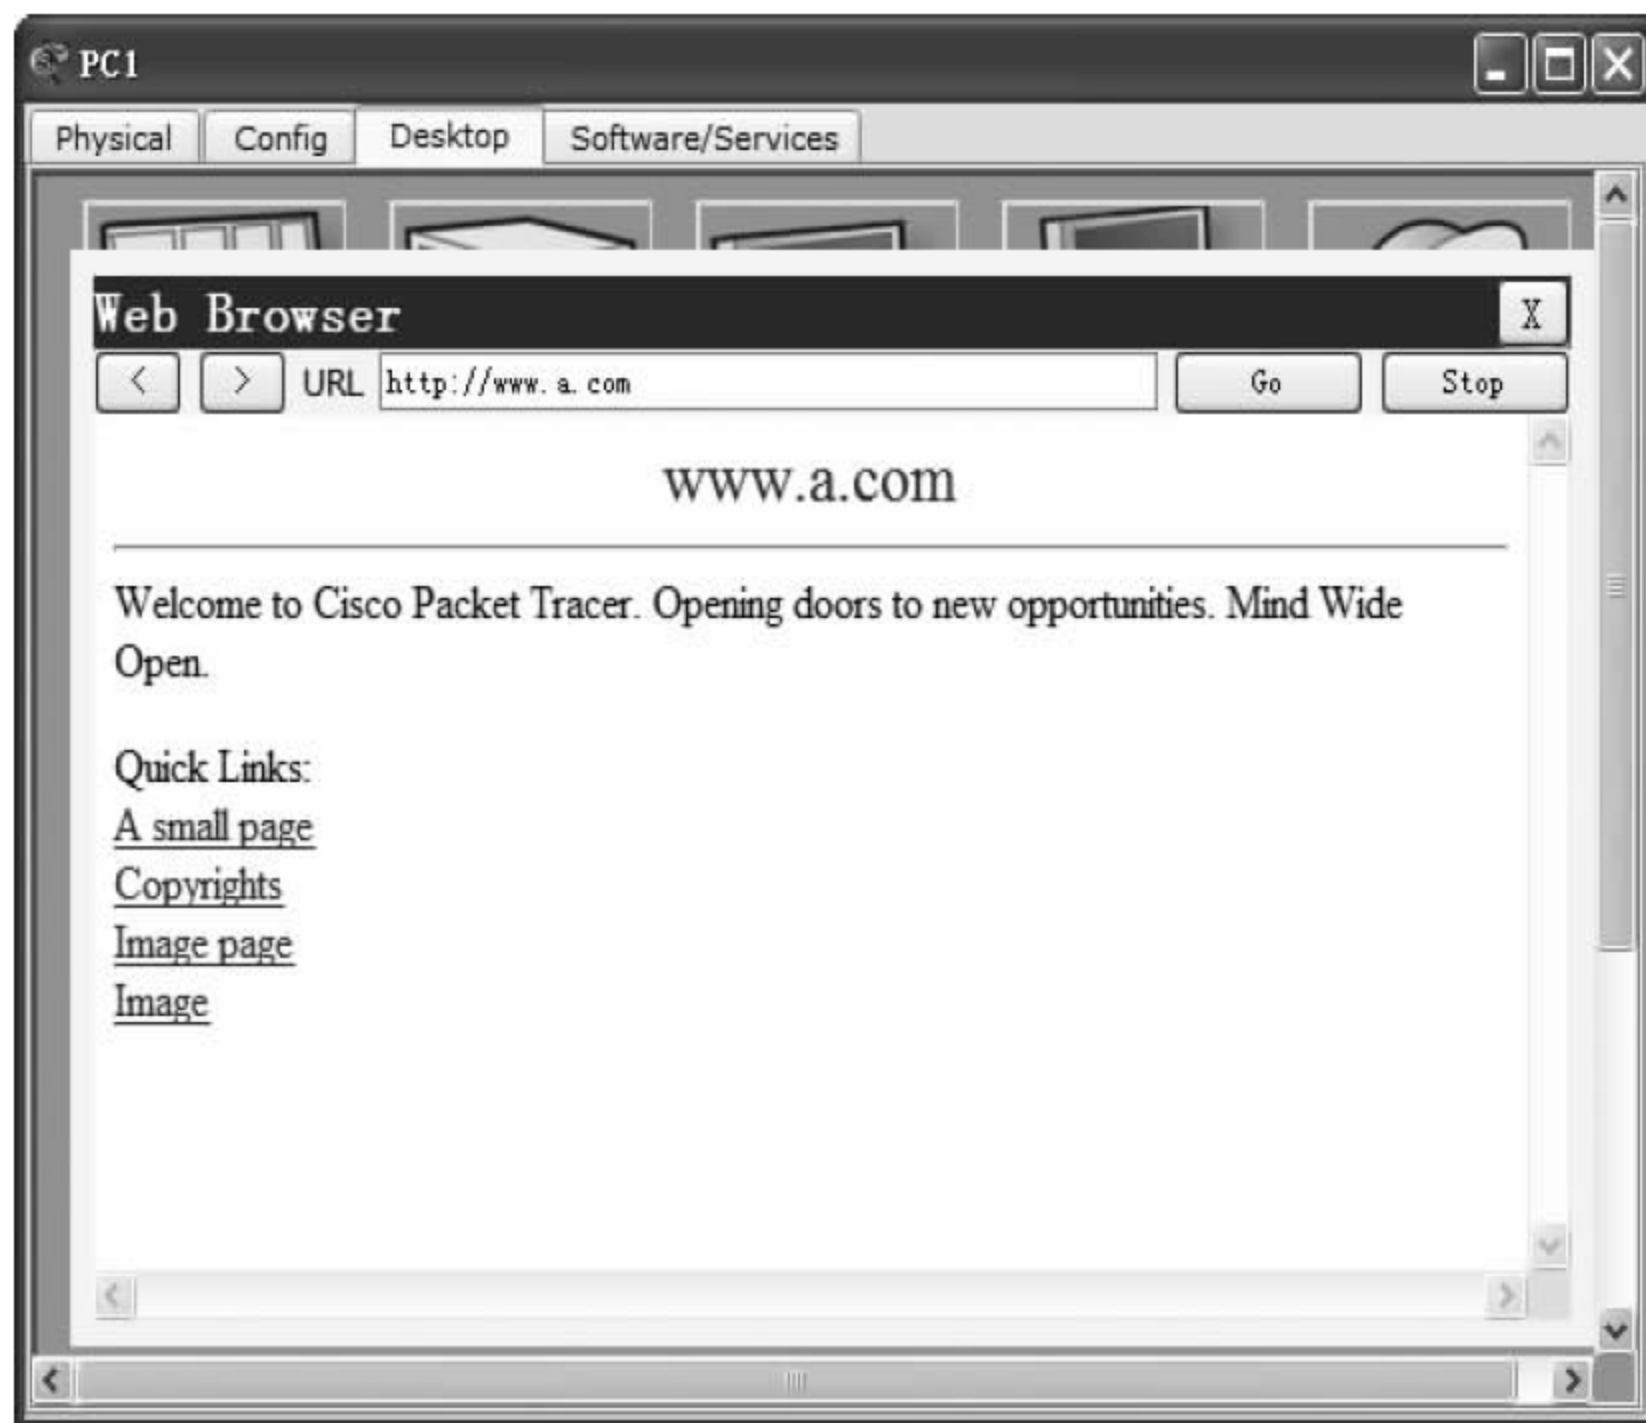 PC1
Physical Config Desktop Software/Services
Web Browser X
< > URL http://www.a.com Go Stop
www.a.com
Welcome to Cisco Packet Tracer. Opening doors to new opportunities. Mind Wide
Open.
Quick Links:
A small page
Copyrights
Image page
Image